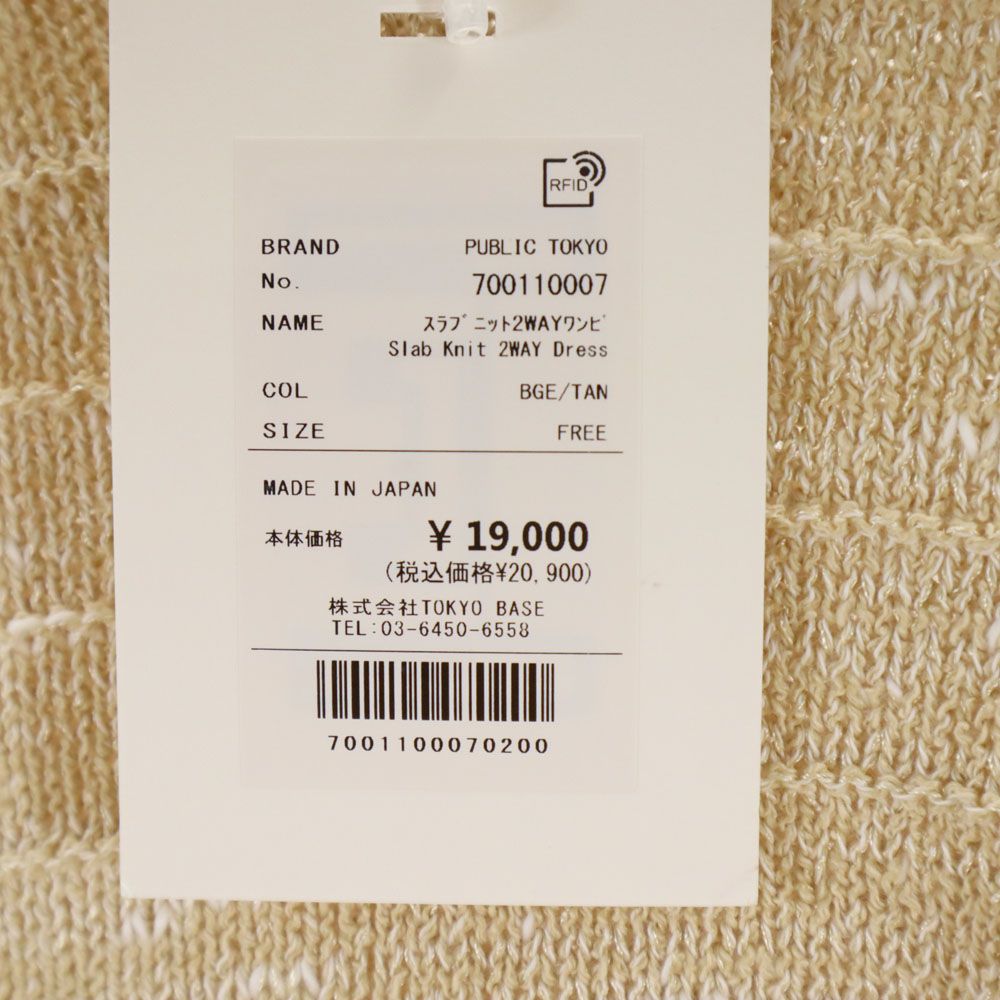 RFID
BRAND PUBLIC TOKYO
No. 700110007
NAME ｽﾗﾌﾞﾆｯﾄ2WAYﾜﾝﾋﾟ
Slab Knit 2WAY Dress
COL BGE/TAN
SIZE FREE
MADE IN JAPAN
本体価格 ¥ 19,000
(税込価格¥20,900)
株式会社TOKYO BASE
TEL:03-6450-6558
7001100070200